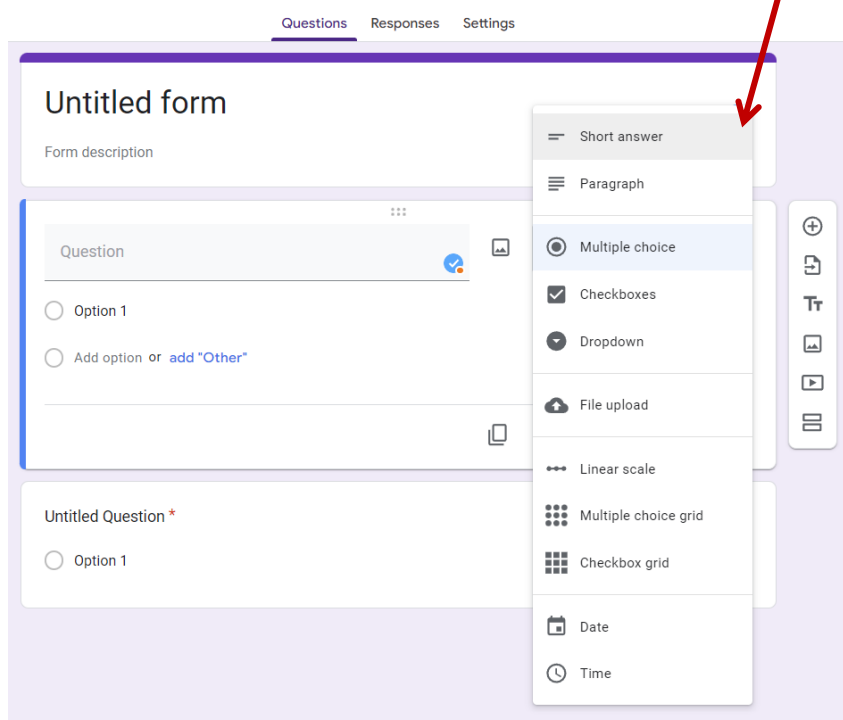 Questions Responses Settings
Untitled form
Form description
Question
Option 1
Add option or add "Other"
Untitled Question *
Option 1
Short answer
Paragraph
Multiple choice
Checkboxes
Dropdown
File upload
Linear scale
Multiple choice grid
Checkbox grid
Date
Time
Tт